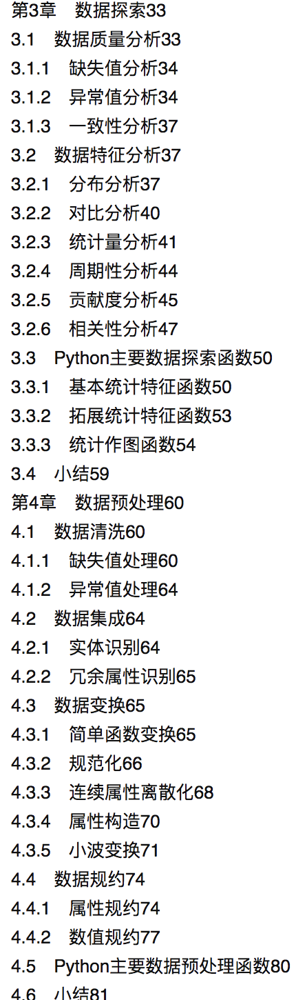 第3章　数据探索33
3.1　数据质量分析33
3.1.1　缺失值分析34
3.1.2　异常值分析34
3.1.3　一致性分析37
3.2　数据特征分析37
3.2.1　分布分析37
3.2.2　对比分析40
3.2.3　统计量分析41
3.2.4　周期性分析44
3.2.5　贡献度分析45
3.2.6　相关性分析47
3.3　Python主要数据探索函数50
3.3.1　基本统计特征函数50
3.3.2　拓展统计特征函数53
3.3.3　统计作图函数54
3.4　小结59
第4章　数据预处理60
4.1　数据清洗60
4.1.1　缺失值处理60
4.1.2　异常值处理64
4.2　数据集成64
4.2.1　实体识别64
4.2.2　冗余属性识别65
4.3　数据变换65
4.3.1　简单函数变换65
4.3.2　规范化66
4.3.3　连续属性离散化68
4.3.4　属性构造70
4.3.5　小波变换71
4.4　数据规约74
4.4.1　属性规约74
4.4.2　数值规约77
4.5　Python主要数据预处理函数80
4.6　小结81